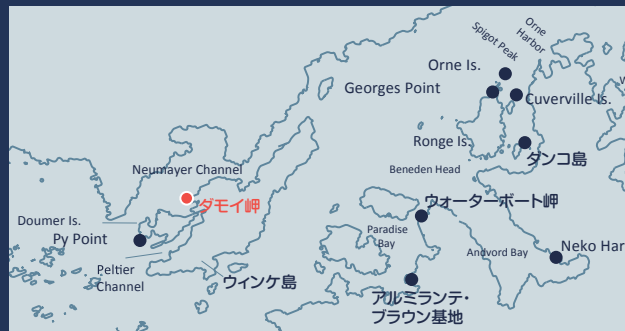 Orne
Harbor
Spigot Peak
Orne Is.
Georges Point
Cuverville Is.
Ronge Is.
ダンコ島
Beneden Head
Neumayer Channel
ダモイ岬
ウォーターボート岬
Doumer Is.
Py Point
Paradise
Bay
Andvord Bay
Neko Har
Peltier
Channel
ウィンケ島
アルミランテ・
ブラウン基地